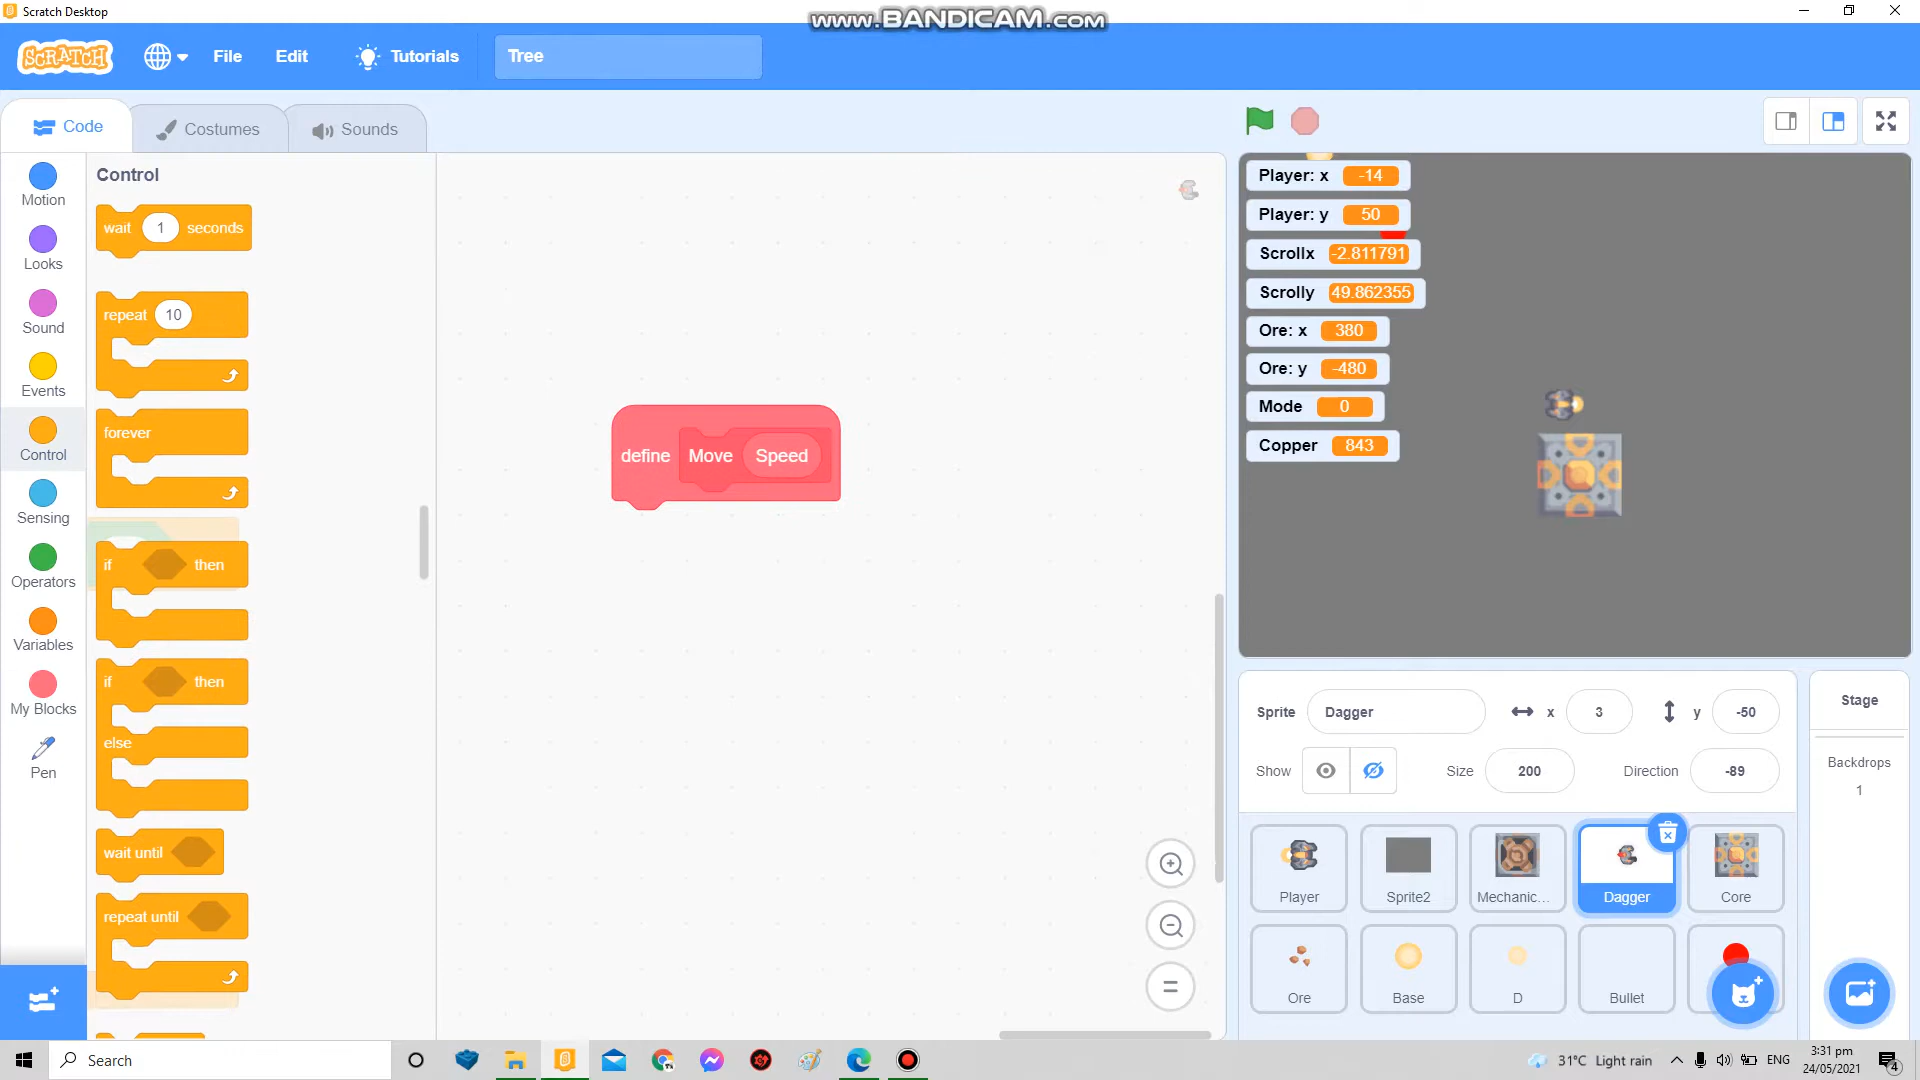 Scratch Desktop
www.BANDICAM.com
SCRATCH
File
Edit
Tutorials
Tree
Code
Costumes
Sounds
Motion
Looks
Sound
Events
Control
Sensing
Operators
Variables
My Blocks
Pen
Control
wait 1 seconds
repeat 10
forever
if then
if then
else
wait until
repeat until
define Move Speed
Player: x -14
Player: y 50
Scrollx -2.811791
Scrolly 49.862355
Ore: x 380
Ore: y -480
Mode 0
Copper 843
Sprite Dagger x 3 y -50
Show Size 200 Direction -89
Player
Sprite2
Mechanic...
Dagger
Core
Ore
Base
D
Bullet
Stage
Backdrops
1
Search
31°C Light rain
ENG
3:31 pm
24/05/2021
4